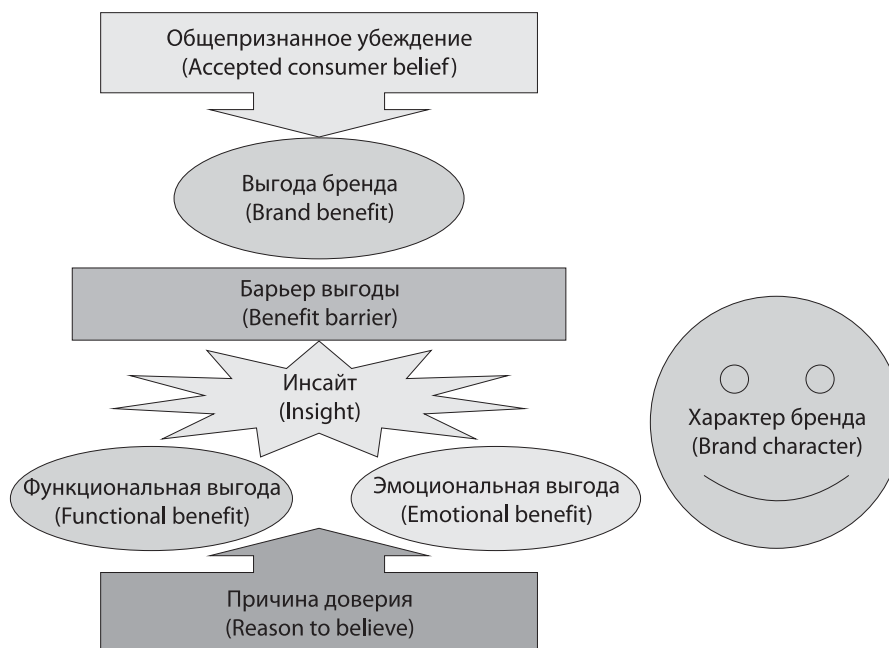 Общепризнанное убеждение
(Accepted consumer belief)
Выгода бренда
(Brand benefit)
Барьер выгоды
(Benefit barrier)
Инсайт
(Insight)
Характер бренда
(Brand character)
Функциональная выгода
(Functional benefit)
Эмоциональная выгода
(Emotional benefit)
Причина доверия
(Reason to believe)